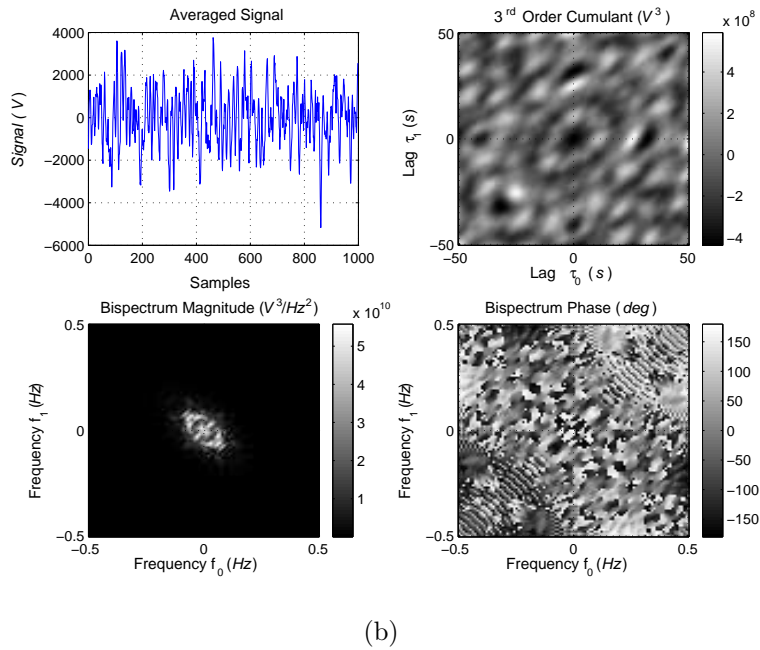 Averaged Signal
4000
2000
0
−2000
−4000
−6000
Signal ( V )
0 200 400 600 800 1000
Samples
3 rd Order Cumulant (V 3 )
50
0
−50
Lag τ1 (s)
−50 0 50
Lag τ0 (s)
x 10 8
4
2
0
−2
−4
Bispectrum Magnitude (V 3/Hz2)
0.5
0
−0.5
Frequency f1 (Hz)
−0.5 0 0.5
Frequency f0 (Hz)
x 10 10
5
4
3
2
1
Bispectrum Phase ( deg)
0.5
0
−0.5
Frequency f1 (Hz)
−0.5 0 0.5
Frequency f0 (Hz)
150
100
50
0
−50
−100
−150
(b)